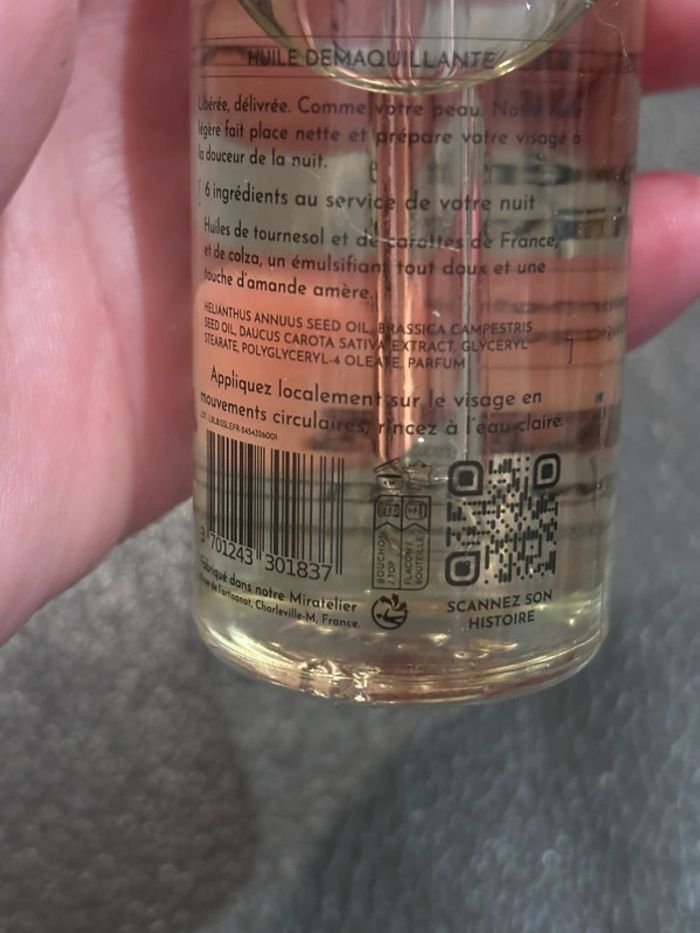 HUILE DEMAQUILLANTE
Libérée, délivrée. Comme votre peau. Notre huile
légère fait place nette et prépare votre visage à
la douceur de la nuit.
6 ingrédients au service de votre nuit
Huiles de tournesol et de carottes de France,
et de colza, un émulsifiant tout doux et une
touche d'amande amère.
HELIANTHUS ANNUUS SEED OIL, BRASSICA CAMPESTRIS
SEED OIL, DAUCUS CAROTA SATIVA EXTRACT, GLYCERYL
STEARATE, POLYGLYCERYL-4 OLEATE, PARFUM
Appliquez localement sur le visage en
mouvements circulaires, rincez à l'eau claire.
3 701243 301837
BOUCHON
/ TOP
FLACON /
BOUTEILLE
Fabriqué dans notre Miratelier
de l'artisanat, Charleville-M, France.
SCANNEZ SON
HISTOIRE